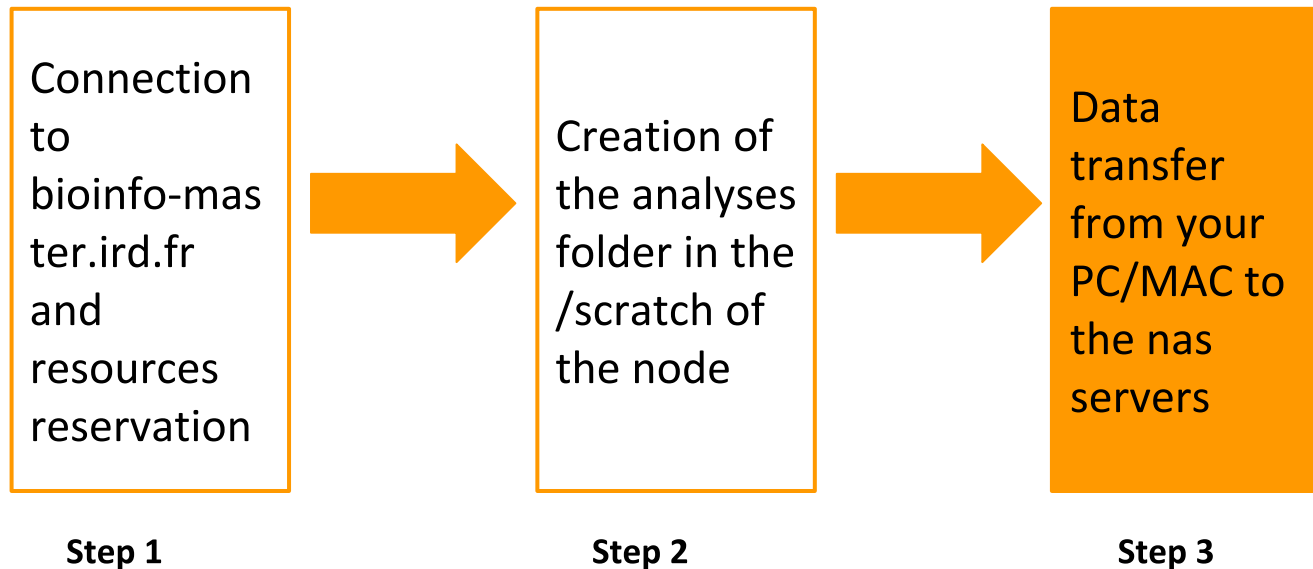 Connection
to
bioinfo-mas
ter.ird.fr
and
resources
reservation
Creation of
the analyses
folder in the
/scratch of
the node
Data
transfer
from your
PC/MAC to
the nas
servers
Step 1
Step 2
Step 3